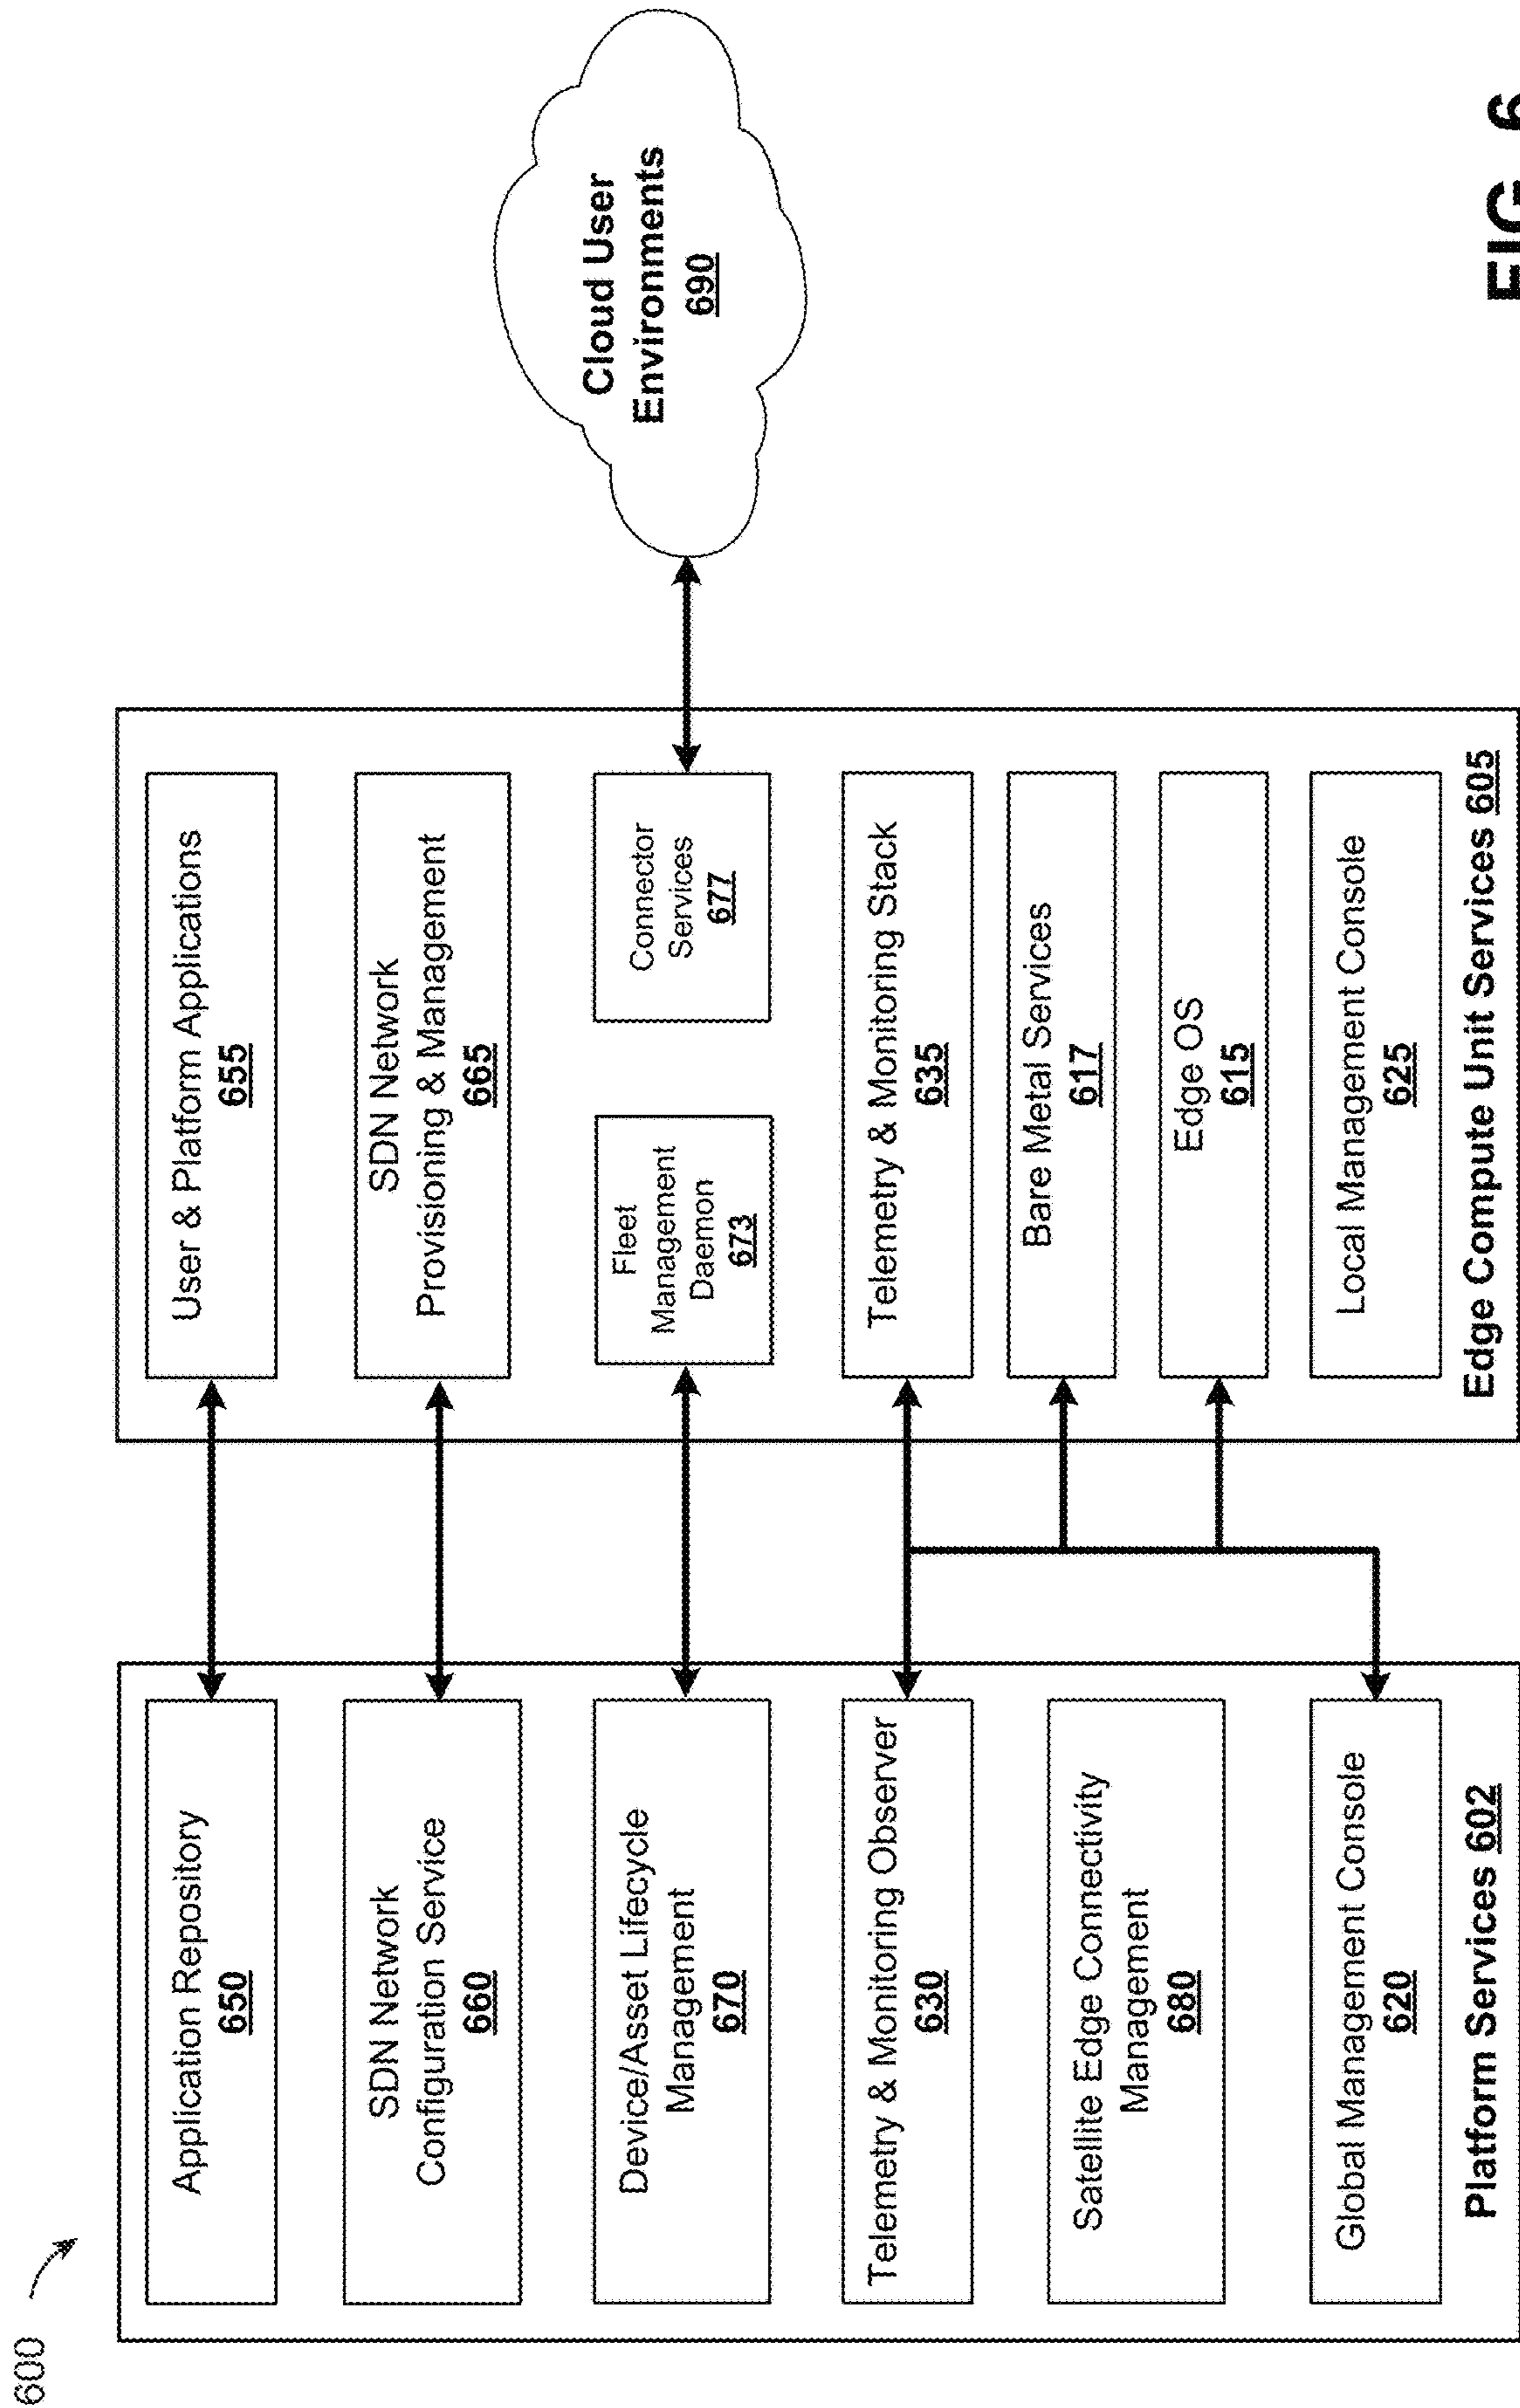 600
Application Repository
650
SDN Network
Configuration Service
660
Device/Asset Lifecycle
Management
670
Telemetry & Monitoring Observer
630
Satellite Edge Connectivity
Management
680
Global Management Console
620
Platform Services 602
User & Platform Applications
655
SDN Network
Provisioning & Management
665
Fleet
Management
Daemon
673
Connector
Services
677
Telemetry & Monitoring Stack
635
Bare Metal Services
617
Edge OS
615
Local Management Console
625
Edge Compute Unit Services 605
Cloud User
Environments
690
FIG. 6